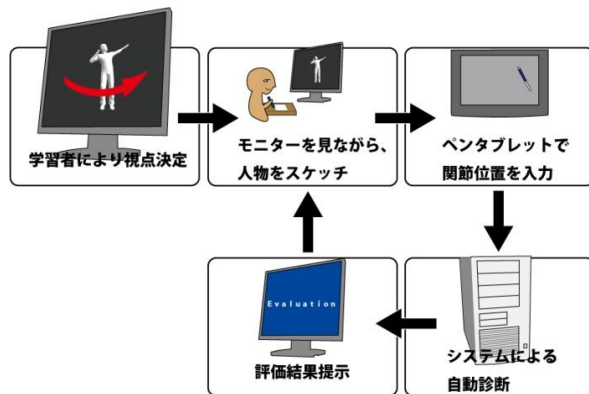 学習者により視点決定
モニターを見ながら、
人物をスケッチ
ペンタブレットで
関節位置を入力
システムによる
自動診断
Evaluation
評価結果提示